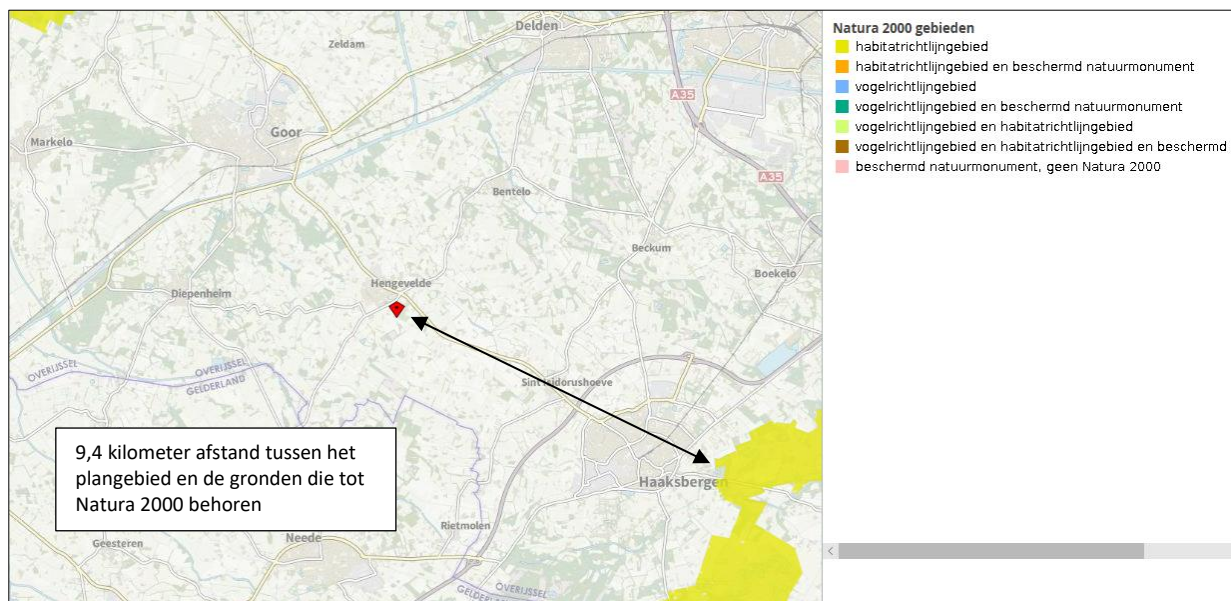 Delden
Zeldam
A35
Goor
Markelo
A35
Bentelo
Beckum
Boekelo
Hengevelde
Diepenheim
OVERIJSSEL
GELDERLAND
Sint Isidorushoeve
9,4 kilometer afstand tussen het
plangebied en de gronden die tot
Natura 2000 behoren
Haaksbergen
Rietmolen
Geesteren
Neede
OVERIJSSEL
GELDERLAND
Natura 2000 gebieden
habitatrichtlijngebied
habitatrichtlijngebied en beschermd natuurmonument
vogelrichtlijngebied
vogelrichtlijngebied en beschermd natuurmonument
vogelrichtlijngebied en habitatrichtlijngebied
vogelrichtlijngebied en habitatrichtlijngebied en beschermd
beschermd natuurmonument, geen Natura 2000